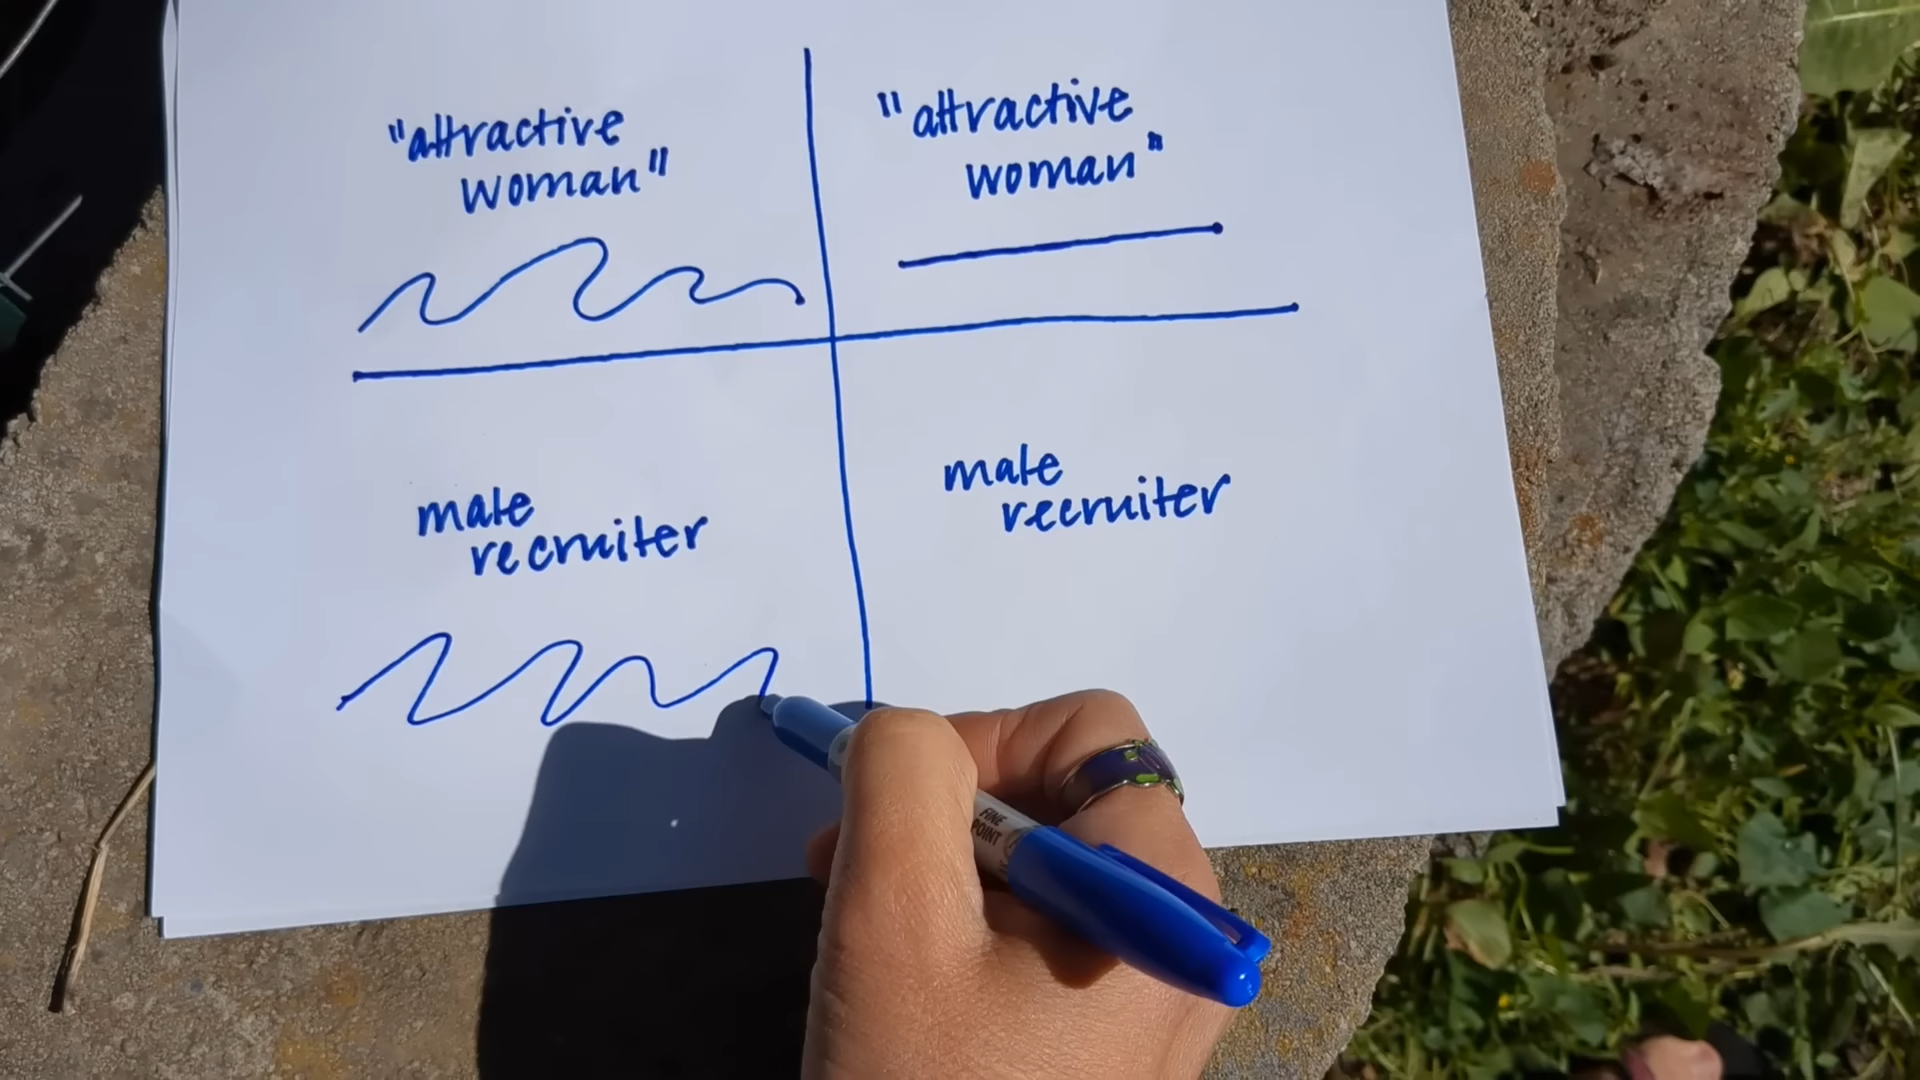 "attractive
woman"
"attractive
woman"
male
recruiter
male
recruiter
FINE
POINT